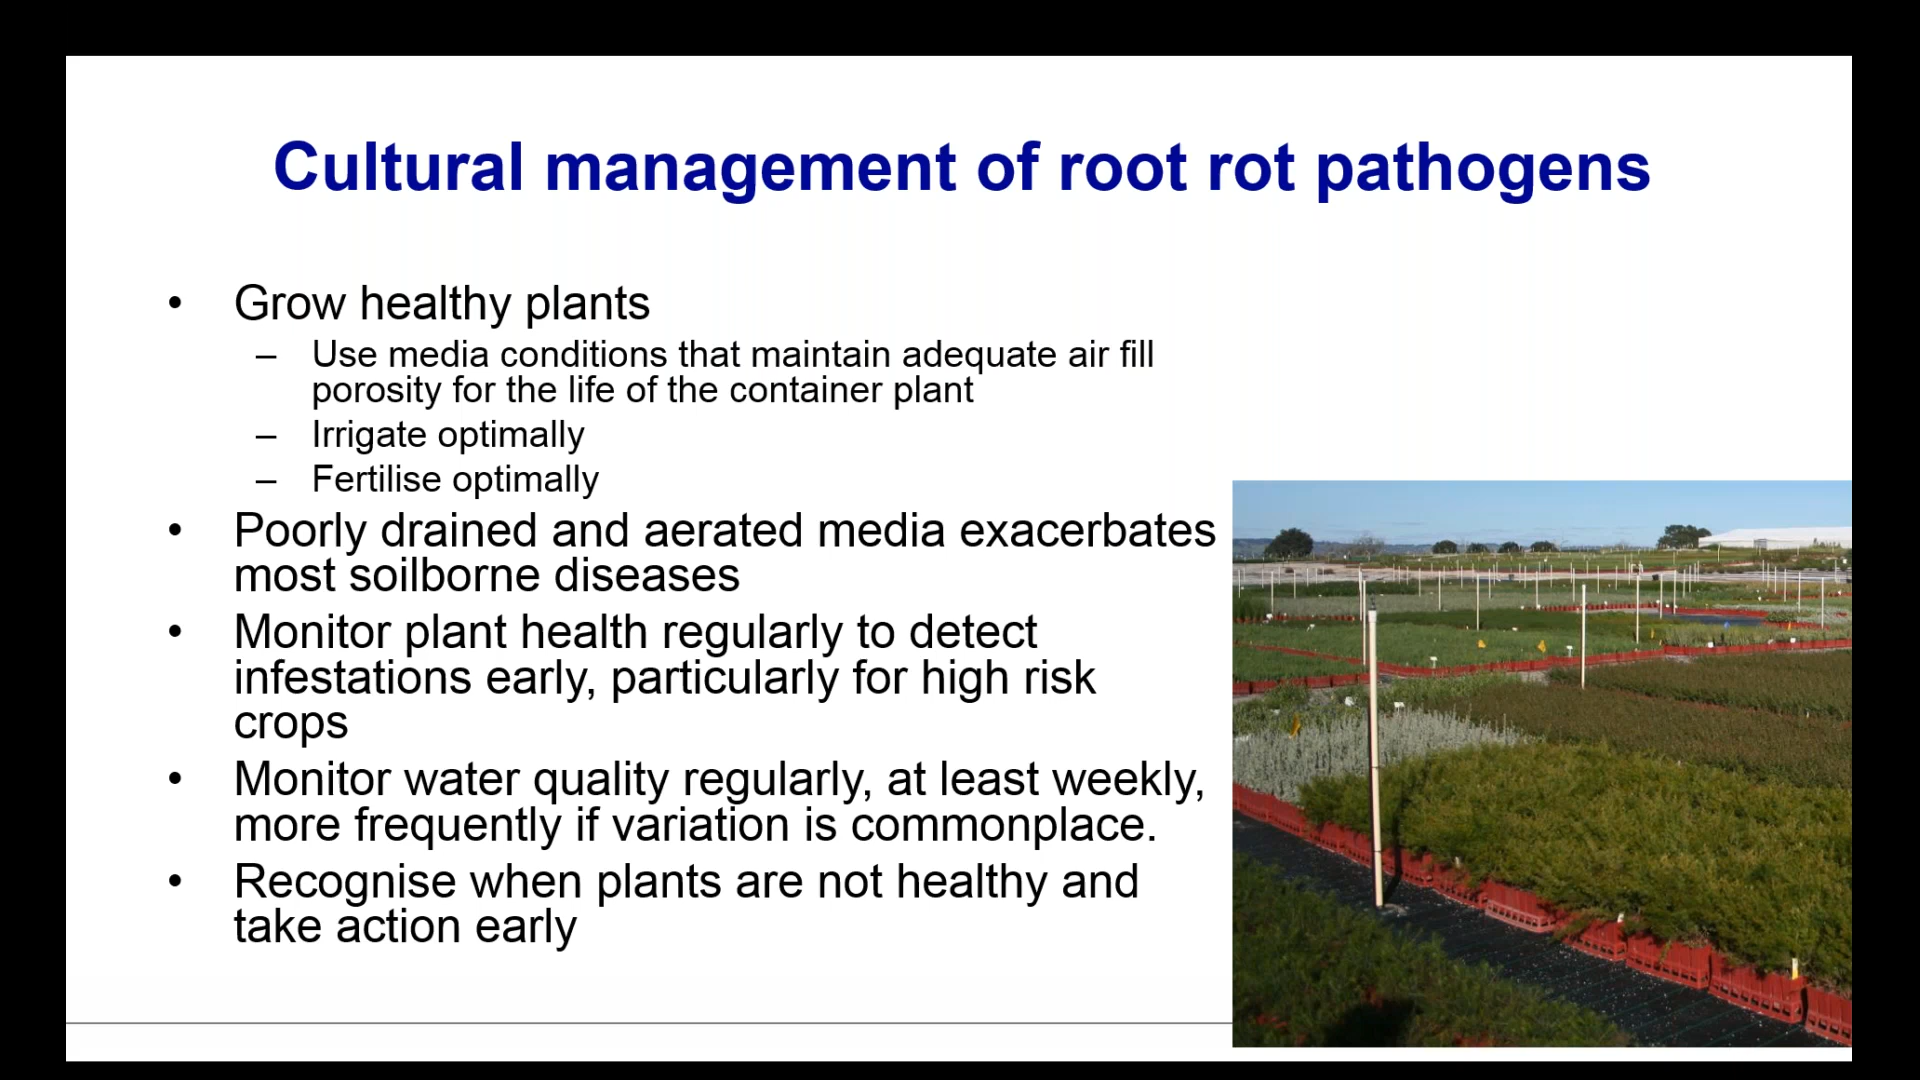 Cultural management of root rot pathogens
• Grow healthy plants
– Use media conditions that maintain adequate air fill
porosity for the life of the container plant
– Irrigate optimally
– Fertilise optimally
• Poorly drained and aerated media exacerbates
most soilborne diseases
• Monitor plant health regularly to detect
infestations early, particularly for high risk
crops
• Monitor water quality regularly, at least weekly,
more frequently if variation is commonplace.
• Recognise when plants are not healthy and
take action early